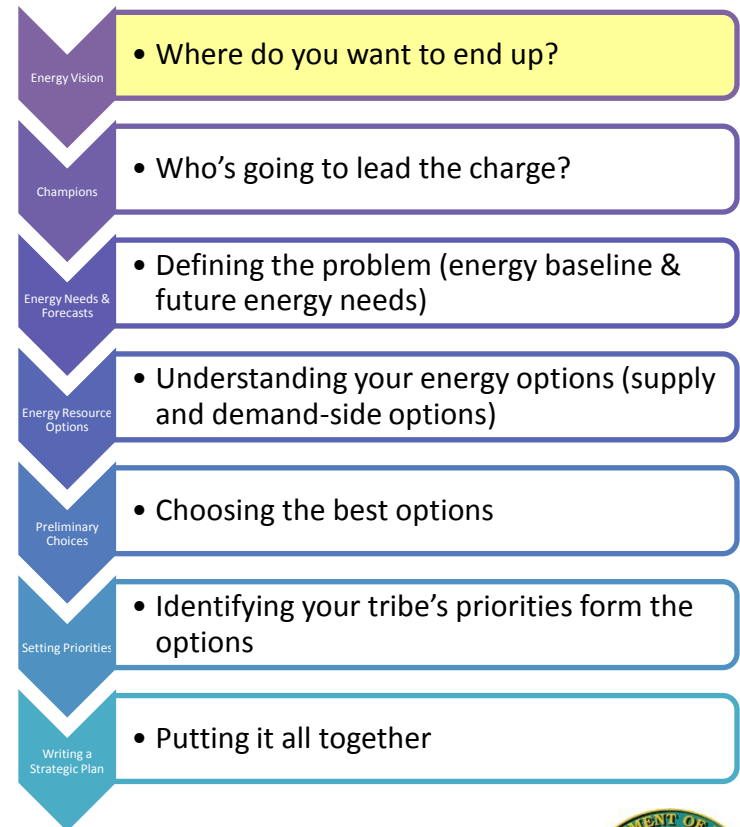 Energy Vision
• Where do you want to end up?
Champions
• Who's going to lead the charge?
Energy Needs &
Forecasts
• Defining the problem (energy baseline &
future energy needs)
Energy Resource
Options
• Understanding your energy options (supply
and demand-side options)
Preliminary
Choices
• Choosing the best options
Setting Priorities
• Identifying your tribe's priorities form the
options
Writing a
Strategic Plan
• Putting it all together
MENT OF